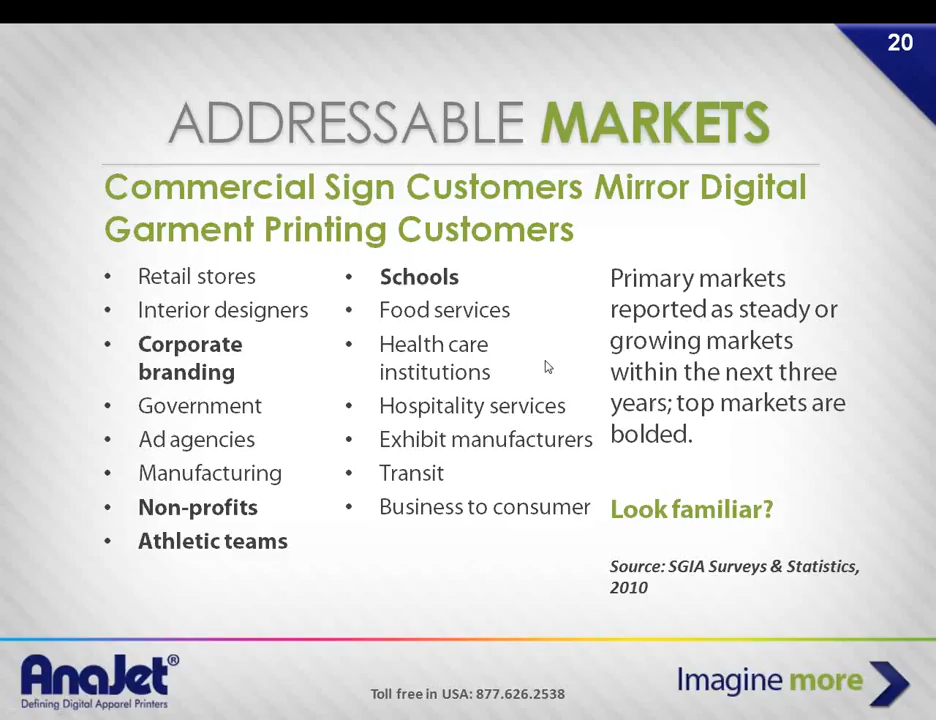 20
ADDRESSABLE MARKETS
Commercial Sign Customers Mirror Digital
Garment Printing Customers
• Retail stores
• Interior designers
• Corporate
branding
• Government
• Ad agencies
• Manufacturing
• Non-profits
• Athletic teams
• Schools
• Food services
• Health care
institutions
• Hospitality services
• Exhibit manufacturers
• Transit
• Business to consumer
Primary markets
reported as steady or
growing markets
within the next three
years; top markets are
bolded.
Look familiar?
Source: SGIA Surveys & Statistics,
2010
AnaJet®
Defining Digital Apparel Printers
Toll free in USA: 877.626.2538
Imagine more